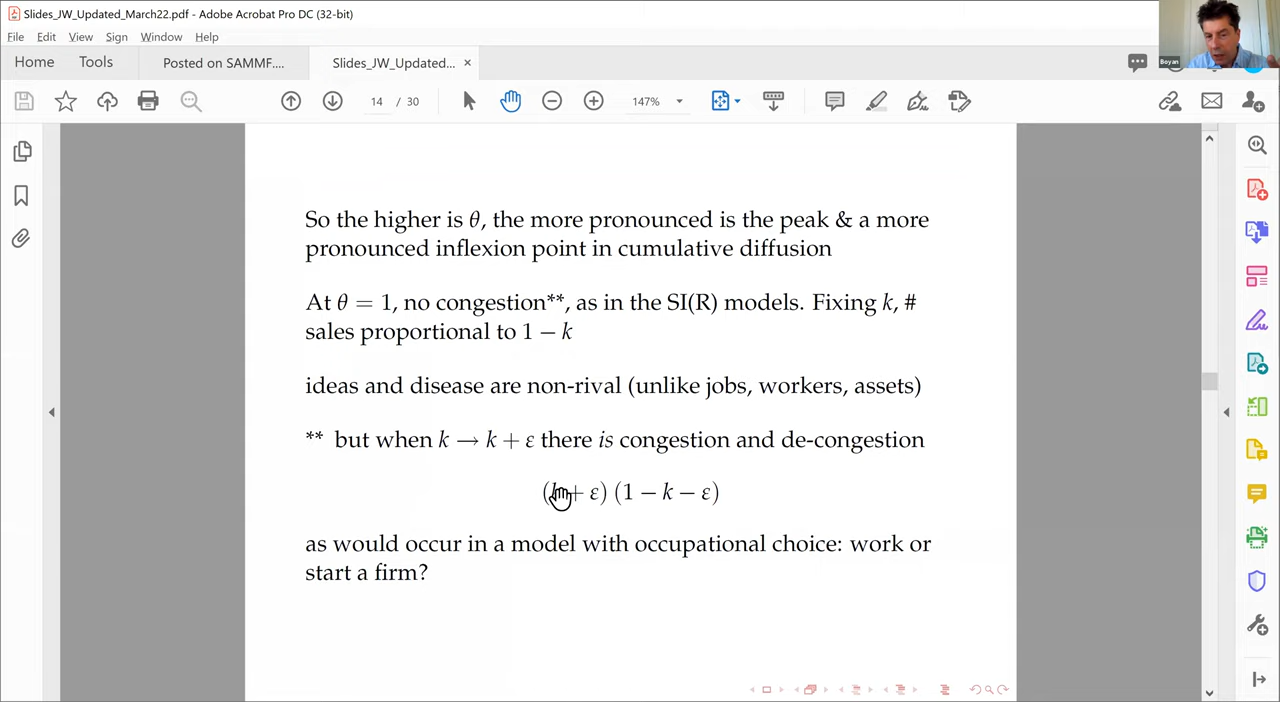 Slides_JW_Updated_March22.pdf - Adobe Acrobat Pro DC (32-bit)
File Edit View Sign Window Help
Home Tools Posted on SAMMF.... Slides_JW_Updated... ×
14 / 30 147%
Boyan
So the higher is θ, the more pronounced is the peak & a more
pronounced inflexion point in cumulative diffusion
At θ = 1, no congestion**, as in the SI(R) models. Fixing k, #
sales proportional to 1 − k
ideas and disease are non-rival (unlike jobs, workers, assets)
** but when k → k + ε there is congestion and de-congestion
( + ε) (1 − k − ε)
as would occur in a model with occupational choice: work or
start a firm?